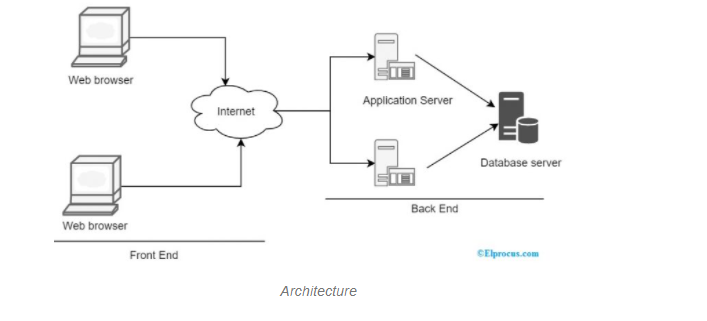 Web browser
Internet
Application Server
Database server
Web browser
Back End
Front End
©Elprocus.com
Architecture